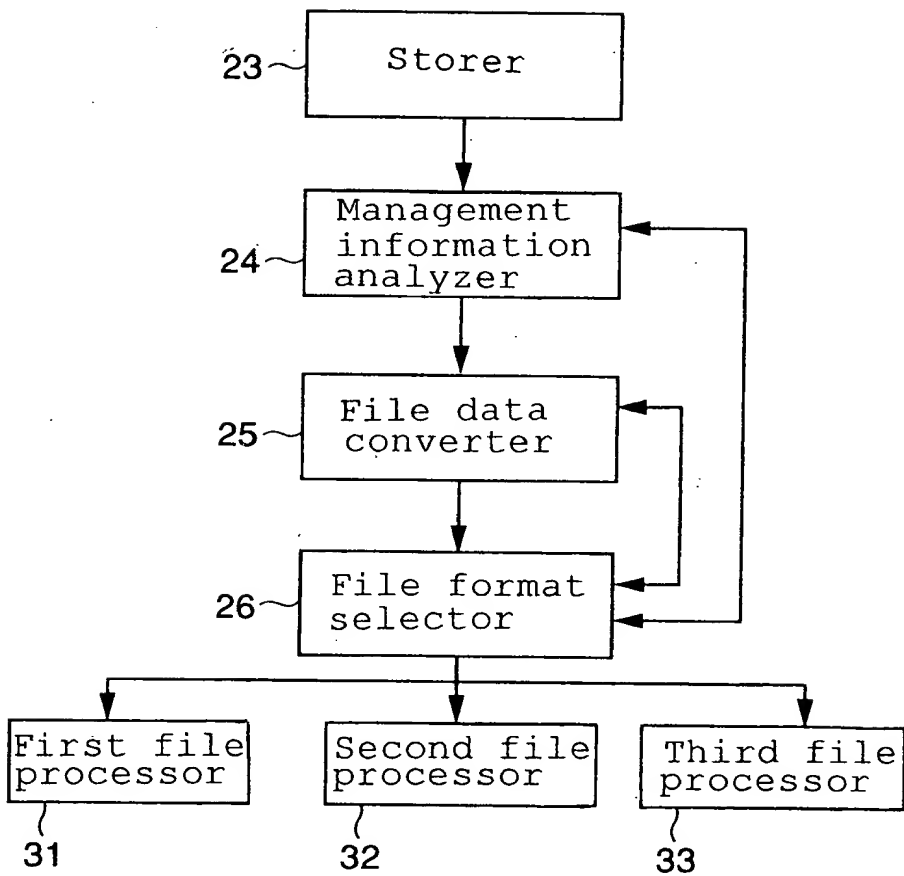 Storer
23
Management
information
analyzer
24
File data
converter
25
File format
selector
26
First file
processor
Second file
processor
Third file
processor
31
32
33